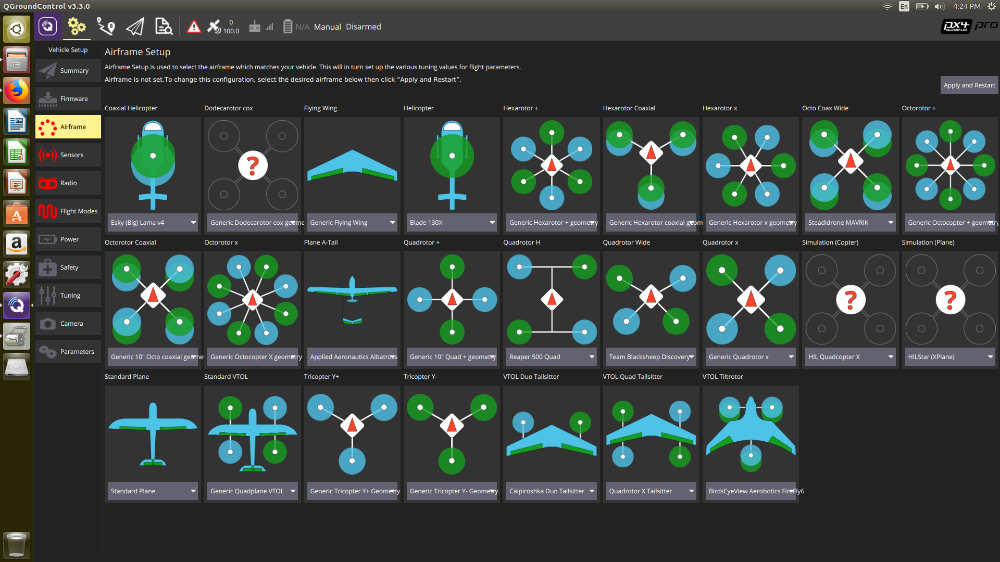 QGroundControl v3.3.0
En
4:24 PM
0
100.0
N/A
Manual
Disarmed
px4
autopilot
pro
Vehicle Setup
Summary
Firmware
Airframe
Sensors
Radio
Flight Modes
Power
Safety
Tuning
Camera
Parameters
Airframe Setup
Airframe Setup is used to select the airframe which matches your vehicle. This will in turn set up the various tuning values for flight parameters.
Airframe is not set.To change this configuration, select the desired airframe below then click “Apply and Restart”.
Apply and Restart
Coaxial Helicopter
Dodecarotor cox
Flying Wing
Helicopter
Hexarotor +
Hexarotor Coaxial
Hexarotor x
Octo Coax Wide
Octorotor +
?
Esky (Big) Lama v4
Generic Dodecarotor cox geome
Generic Flying Wing
Blade 130X
Generic Hexarotor + geometry
Generic Hexarotor coaxial geom
Generic Hexarotor x geometry
Steadidrone MAVRIK
Generic Octocopter + geometry
Octorotor Coaxial
Octorotor x
Plane A-Tail
Quadrotor +
Quadrotor H
Quadrotor Wide
Quadrotor x
Simulation (Copter)
Simulation (Plane)
?
?
Generic 10" Octo coaxial geomet
Generic Octocopter X geometry
Applied Aeronautics Albatross
Generic 10" Quad + geometry
Reaper 500 Quad
Team Blacksheep Discovery
Generic Quadrotor x
HIL Quadcopter X
HILStar (XPlane)
Standard Plane
Standard VTOL
Tricopter Y+
Tricopter Y-
VTOL Duo Tailsitter
VTOL Quad Tailsitter
VTOL Tiltrotor
Standard Plane
Generic Quadplane VTOL
Generic Tricopter Y+ Geometry
Generic Tricopter Y- Geometry
Caipiroshka Duo Tailsitter
Quadrotor X Tailsitter
BirdsEyeView Aerobotics FireFly6